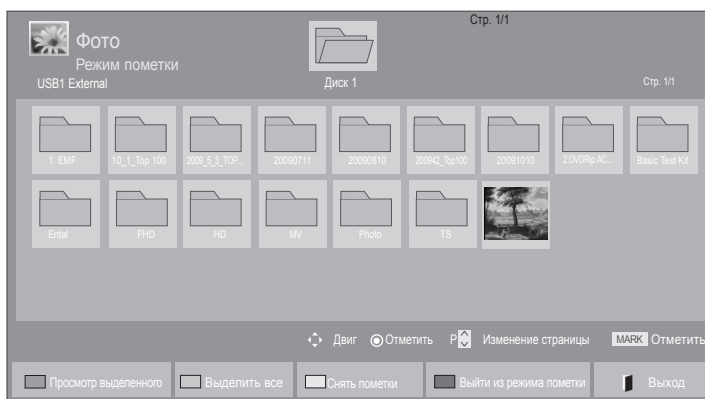 Стр. 1/1
Фото
Режим пометки
USB1 External
Диск 1
Стр. 1/1
1. EMF
10_1_Top 100
2009_5_3_TOP...
20090711
20090810
200942_Top100
20091010
2.DVDRip.AC...
Basic Test Kit
Ental
FHD
HD
MV
Photo
TS
Двиг Отметить P Изменение страницы MARK Отметить
Просмотр выделенного Выделить все Снять пометки Выйти из режима пометки Выход